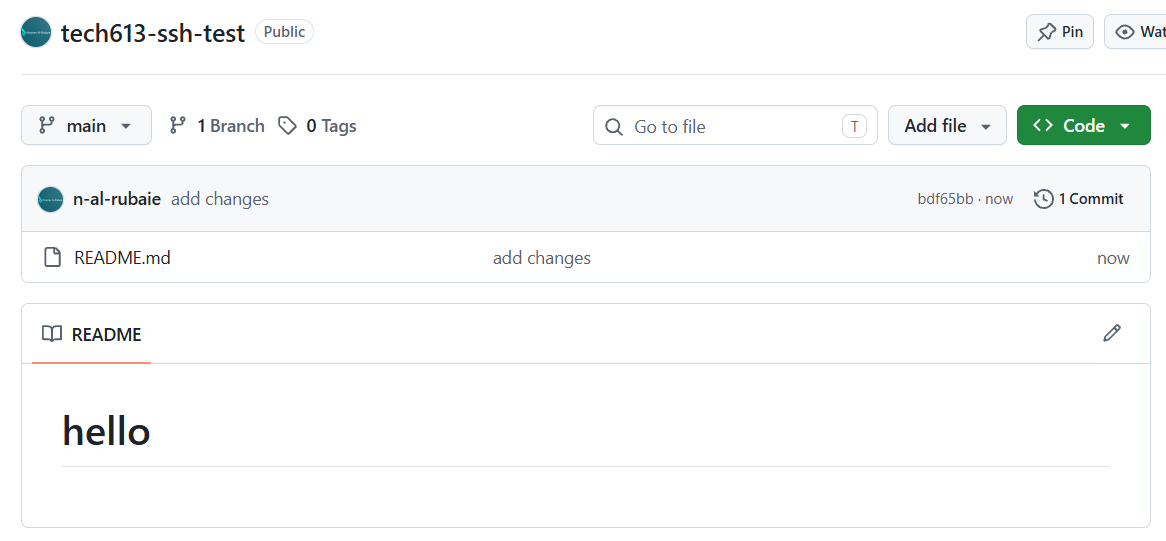 tech613-ssh-test Public Pin Wat
main 1 Branch 0 Tags Go to file T Add file Code
n-al-rubaie add changes bdf65bb · now 1 Commit
README.md add changes now
README
hello